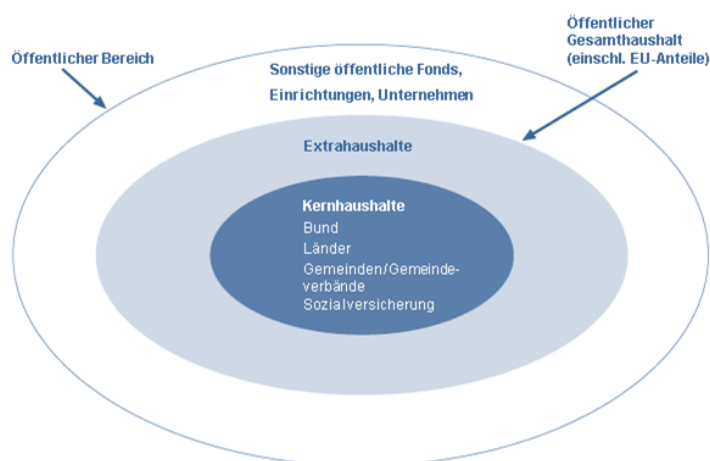 Öffentlicher Bereich
Öffentlicher
Gesamthaushalt
(einschl. EU-Anteile)
Sonstige öffentliche Fonds,
Einrichtungen, Unternehmen
Extrahaushalte
Kernhaushalte
Bund
Länder
Gemeinden/Gemeinde-
verbände
Sozialversicherung